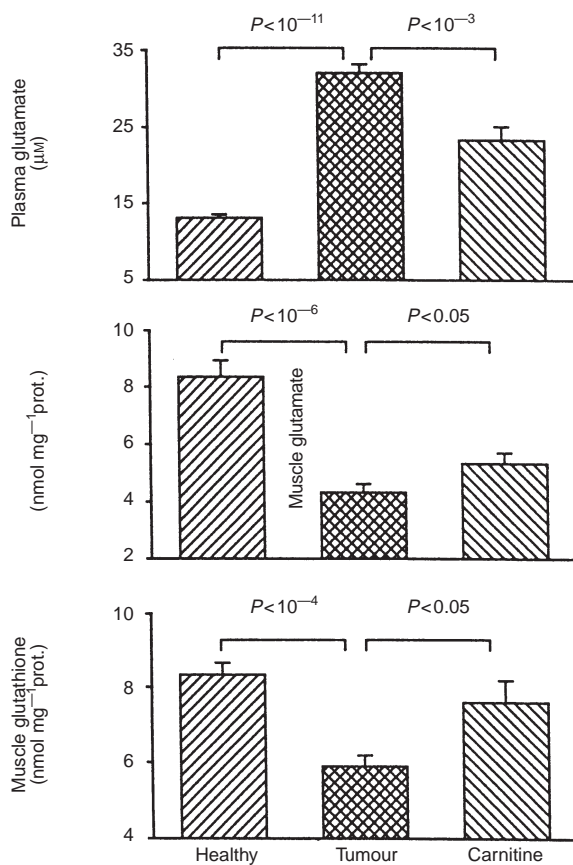 P<10—11 P<10—3
Plasma glutamate
(μM)
35
25
15
5
P<10—6 P<0.05
Muscle glutamate
(nmol mg—1prot.)
10
8
6
4
2
P<10—4 P<0.05
Muscle glutathione
(nmol mg—1prot.)
10
8
6
4
Healthy Tumour Carnitine